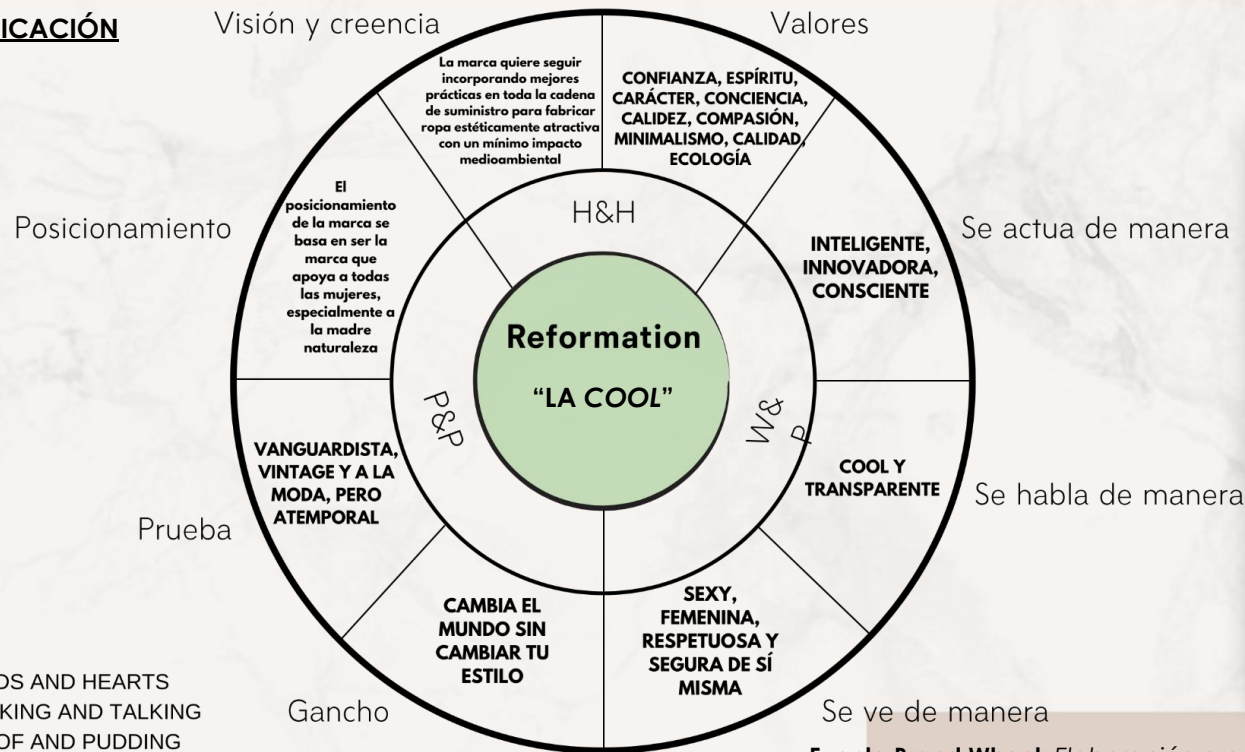 ICACIÓN
Visión y creencia
Valores
La marca quiere seguir
incorporando mejores
prácticas en toda la cadena
de suministro para fabricar
ropa estéticamente atractiva
con un mínimo impacto
medioambiental
CONFIANZA, ESPÍRITU,
CARÁCTER, CONCIENCIA,
CALIDEZ, COMPASIÓN,
MINIMALISMO, CALIDAD,
ECOLOGÍA
Posicionamiento
El
posicionamiento
de la marca se
basa en ser la
marca que
apoya a todas
las mujeres,
especialmente a
la madre
naturaleza
H&H
Se actua de manera
INTELIGENTE,
INNOVADORA,
CONSCIENTE
Reformation
“LA COOL”
P&P
W&
P
VANGUARDISTA,
VINTAGE Y A LA
MODA, PERO
ATEMPORAL
Prueba
COOL Y
TRANSPARENTE
Se habla de manera
CAMBIA EL
MUNDO SIN
CAMBIAR TU
ESTILO
Gancho
SEXY,
FEMENINA,
RESPETUOSA Y
SEGURA DE SÍ
MISMA
Se ve de manera
DS AND HEARTS
KING AND TALKING
OF AND PUDDING